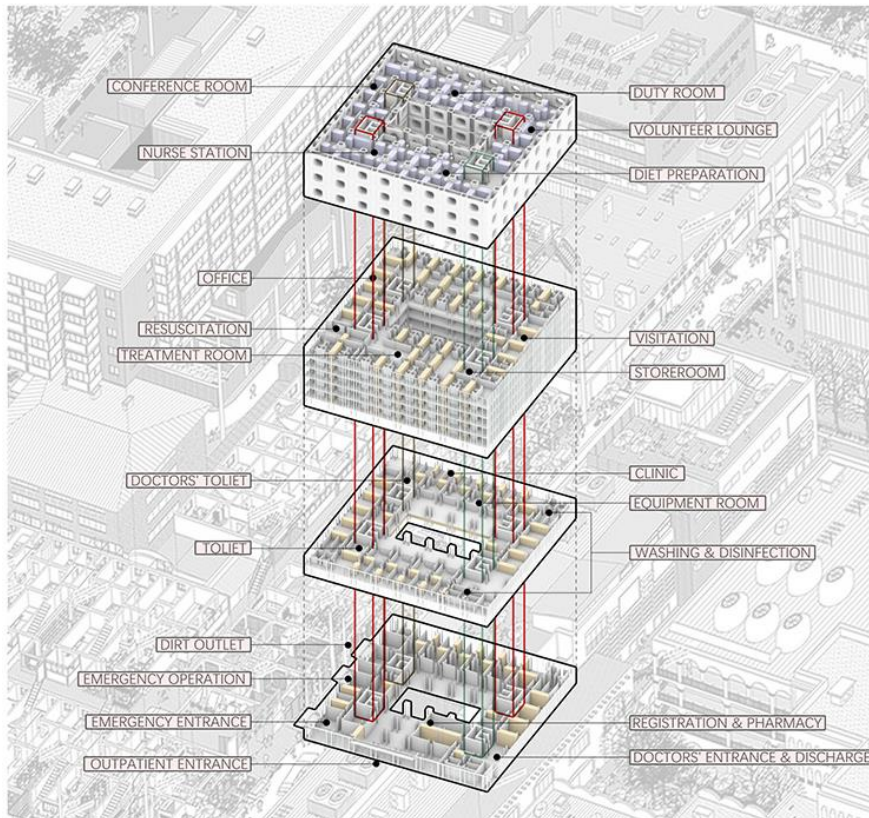 CONFERENCE ROOM
DUTY ROOM
VOLUNTEER LOUNGE
NURSE STATION
DIET PREPARATION
OFFICE
RESUSCITATION
VISITATION
TREATMENT ROOM
STOREROOM
CLINIC
DOCTORS' TOLIET
EQUIPMENT ROOM
TOLIET
WASHING & DISINFECTION
DIRT OUTLET
EMERGENCY OPERATION
EMERGENCY ENTRANCE
REGISTRATION & PHARMACY
OUTPATIENT ENTRANCE
DOCTORS' ENTRANCE & DISCHARGE